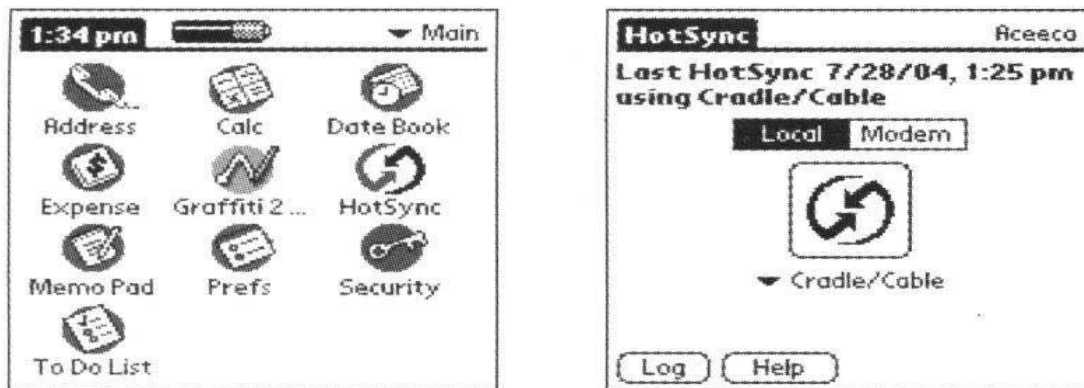 1:34 pm Main
Address Calc Date Book
Expense Graffiti 2 ... HotSync
Memo Pad Prefs Security
To Do List
HotSync Aceeca
Last HotSync 7/28/04, 1:25 pm
using Cradle/Cable
Local Modem
Cradle/Cable
Log Help